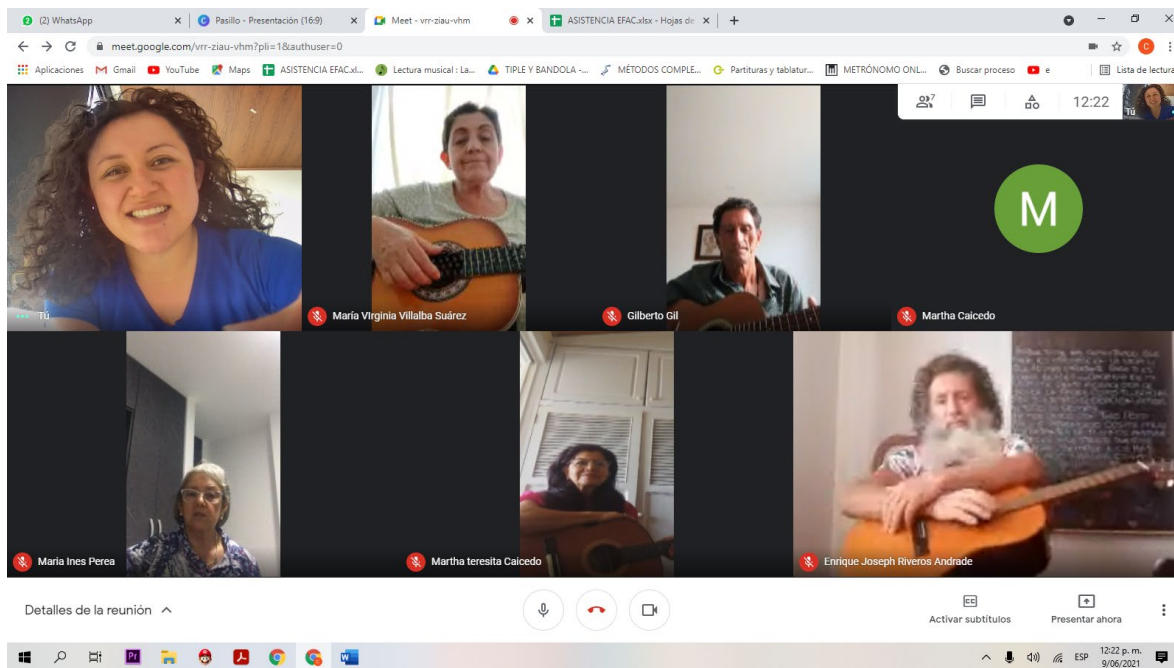 (2) WhatsApp
Pasillo - Presentación (16:9)
Meet - vrr-ziau-vhm
ASISTENCIA EFAC.xlsx - Hojas de
meet.google.com/vrr-ziau-vhm?pli=1&authuser=0
C
Aplicaciones
Gmail
YouTube
Maps
ASISTENCIA EFAC.xl...
Lectura musical : La...
TIPLE Y BANDOLA -...
MÉTODOS COMPLE...
Partituras y tablatur...
METRÓNOMO ONL...
Buscar proceso
e
Lista de lectura
7
12:22
Tú
M
Tú
María VIrginia Villalba Suárez
Gilberto Gil
Martha Caicedo
Maria Ines Perea
Martha teresita Caicedo
Enrique Joseph Riveros Andrade
Detalles de la reunión
CC
Activar subtítulos
Presentar ahora
Pr
ESP
12:22 p. m.
9/06/2021